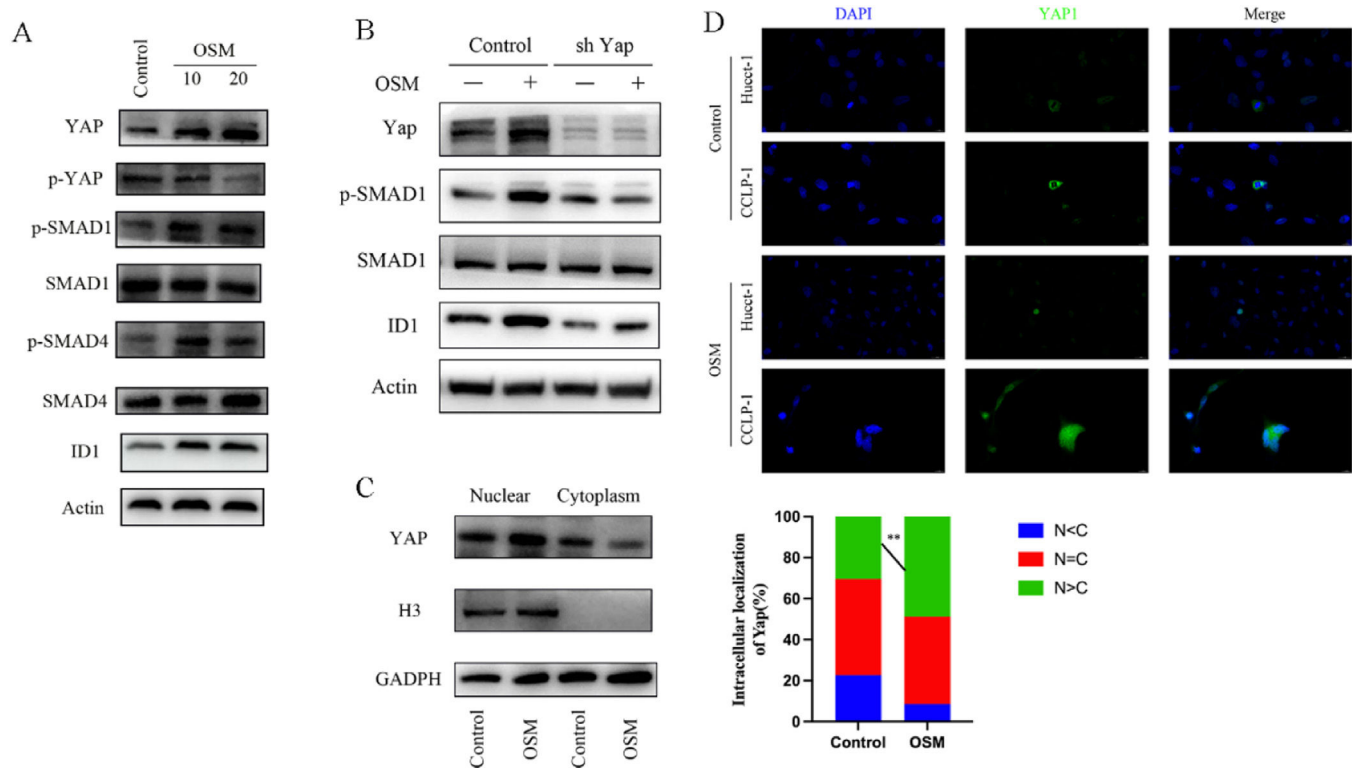 A
Control
OSM
10 20
YAP
p-YAP
p-SMAD1
SMAD1
p-SMAD4
SMAD4
ID1
Actin
B
Control sh Yap
OSM — + — +
Yap
p-SMAD1
SMAD1
ID1
Actin
C
Nuclear Cytoplasm
YAP
H3
GADPH
Control OSM Control OSM
D
DAPI YAP1 Merge
Control
Hucct-1
CCLP-1
OSM
Hucct-1
CCLP-1
Intracellular localization
of Yap(%)
100
80
60
40
20
0
**
Control OSM
N<C
N=C
N>C